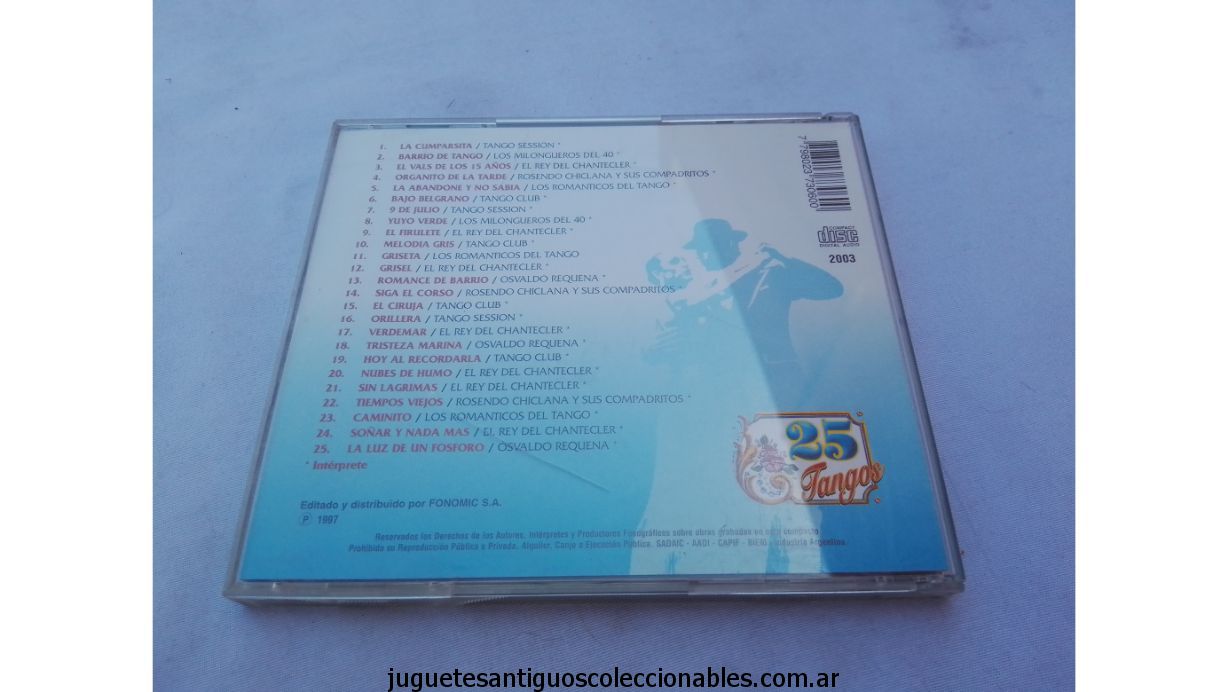 1. LA CUMPARSITA / TANGO SESSION *
2. BARRIO DE TANGO / LOS MILONGUEROS DEL 40 *
3. EL VALS DE LOS 15 AÑOS / EL REY DEL CHANTECLER *
4. ORGANITO DE LA TARDE / ROSENDO CHICLANA Y SUS COMPADRITOS *
5. LA ABANDONE Y NO SABIA / LOS ROMANTICOS DEL TANGO *
6. BAJO BELGRANO / TANGO CLUB *
7. 9 DE JULIO / TANGO SESSION *
8. YUYO VERDE / LOS MILONGUEROS DEL 40 *
9. EL FIRULETE / EL REY DEL CHANTECLER *
10. MELODIA GRIS / TANGO CLUB *
11. GRISETA / LOS ROMANTICOS DEL TANGO
12. GRISEL / EL REY DEL CHANTECLER *
13. ROMANCE DE BARRIO / OSVALDO REQUENA *
14. SIGA EL CORSO / ROSENDO CHICLANA Y SUS COMPADRITOS *
15. EL CIRUJA / TANGO CLUB *
16. ORILLERA / TANGO SESSION *
17. VERDEMAR / EL REY DEL CHANTECLER *
18. TRISTEZA MARINA / OSVALDO REQUENA *
19. HOY AL RECORDARLA / TANGO CLUB *
20. NUBES DE HUMO / EL REY DEL CHANTECLER *
21. SIN LAGRIMAS / EL REY DEL CHANTECLER *
22. TIEMPOS VIEJOS / ROSENDO CHICLANA Y SUS COMPADRITOS *
23. CAMINITO / LOS ROMANTICOS DEL TANGO *
24. SOÑAR Y NADA MAS / EL REY DEL CHANTECLER *
25. LA LUZ DE UN FOSFORO / OSVALDO REQUENA *
* Intérprete
7 798023 730600
COMPACT
disc
DIGITAL AUDIO
2003
25
Tangos
Editado y distribuido por FONOMIC S.A.
℗ 1997
Reservados los Derechos de los Autores, Intérpretes y Productores Fonográficos sobre obras grabadas en este compacto
Prohibida su Reproducción Pública o Privada, Alquiler, Canje o Ejecución Pública. SADAIC - AADI - CAPIF - BIEM - Industria Argentina
juguetesantiguoscoleccionables.com.ar